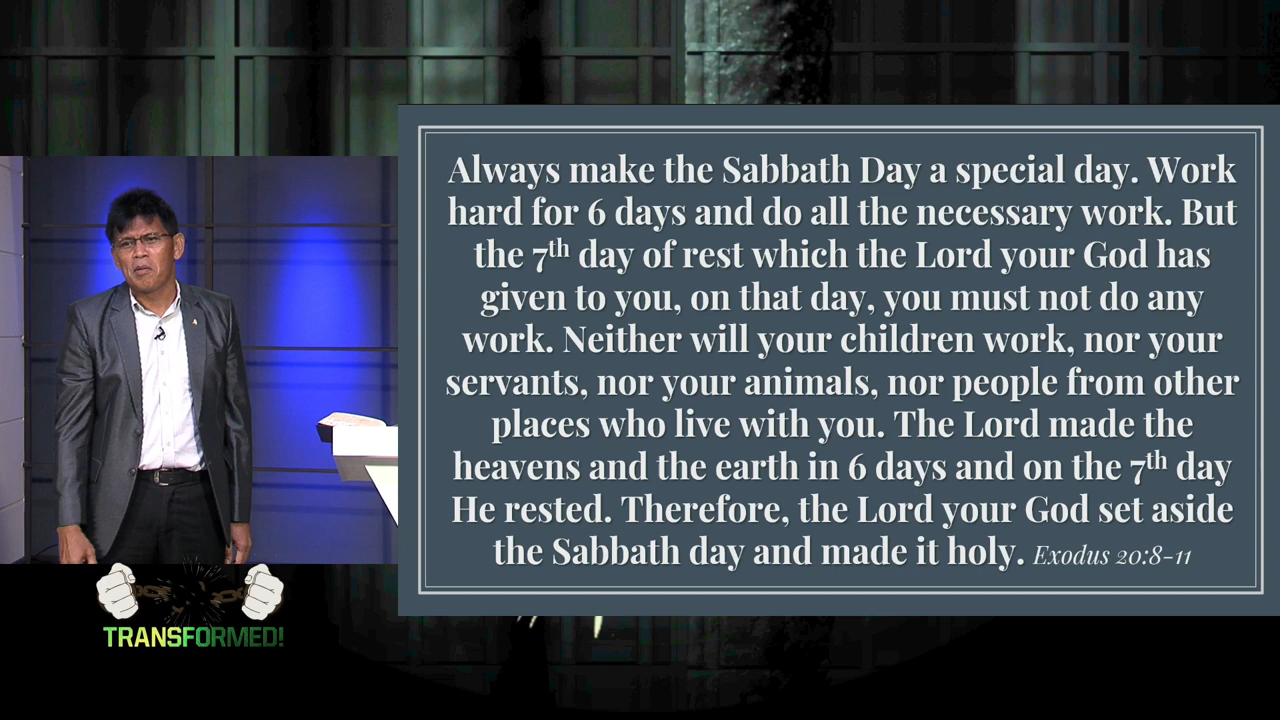 Always make the Sabbath Day a special day. Work
hard for 6 days and do all the necessary work. But
the 7th day of rest which the Lord your God has
given to you, on that day, you must not do any
work. Neither will your children work, nor your
servants, nor your animals, nor people from other
places who live with you. The Lord made the
heavens and the earth in 6 days and on the 7th day
He rested. Therefore, the Lord your God set aside
the Sabbath day and made it holy. Exodus 20:8-11
TRANSFORMED!